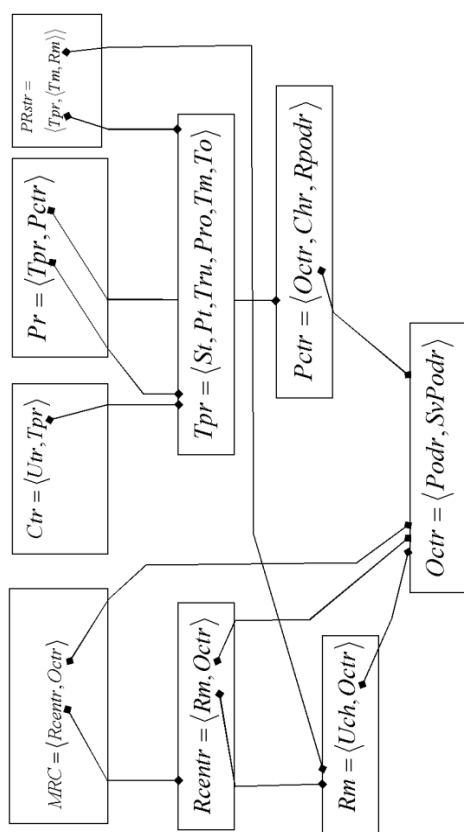 MRC = ⟨Rcentr, Octr⟩
Ctr = ⟨Utr, Tpr⟩
Pr = ⟨Tpr, Pctr⟩
PRstr =
⟨Tpr, ⟨Tm, Rm⟩⟩
Rcentr = ⟨Rm, Octr⟩
Tpr = ⟨St, Pt, Tru, Pro, Tm, To⟩
Rm = ⟨Uch, Octr⟩
Pctr = ⟨Octr, Chr, Rpodr⟩
Octr = ⟨Podr, SvPodr⟩